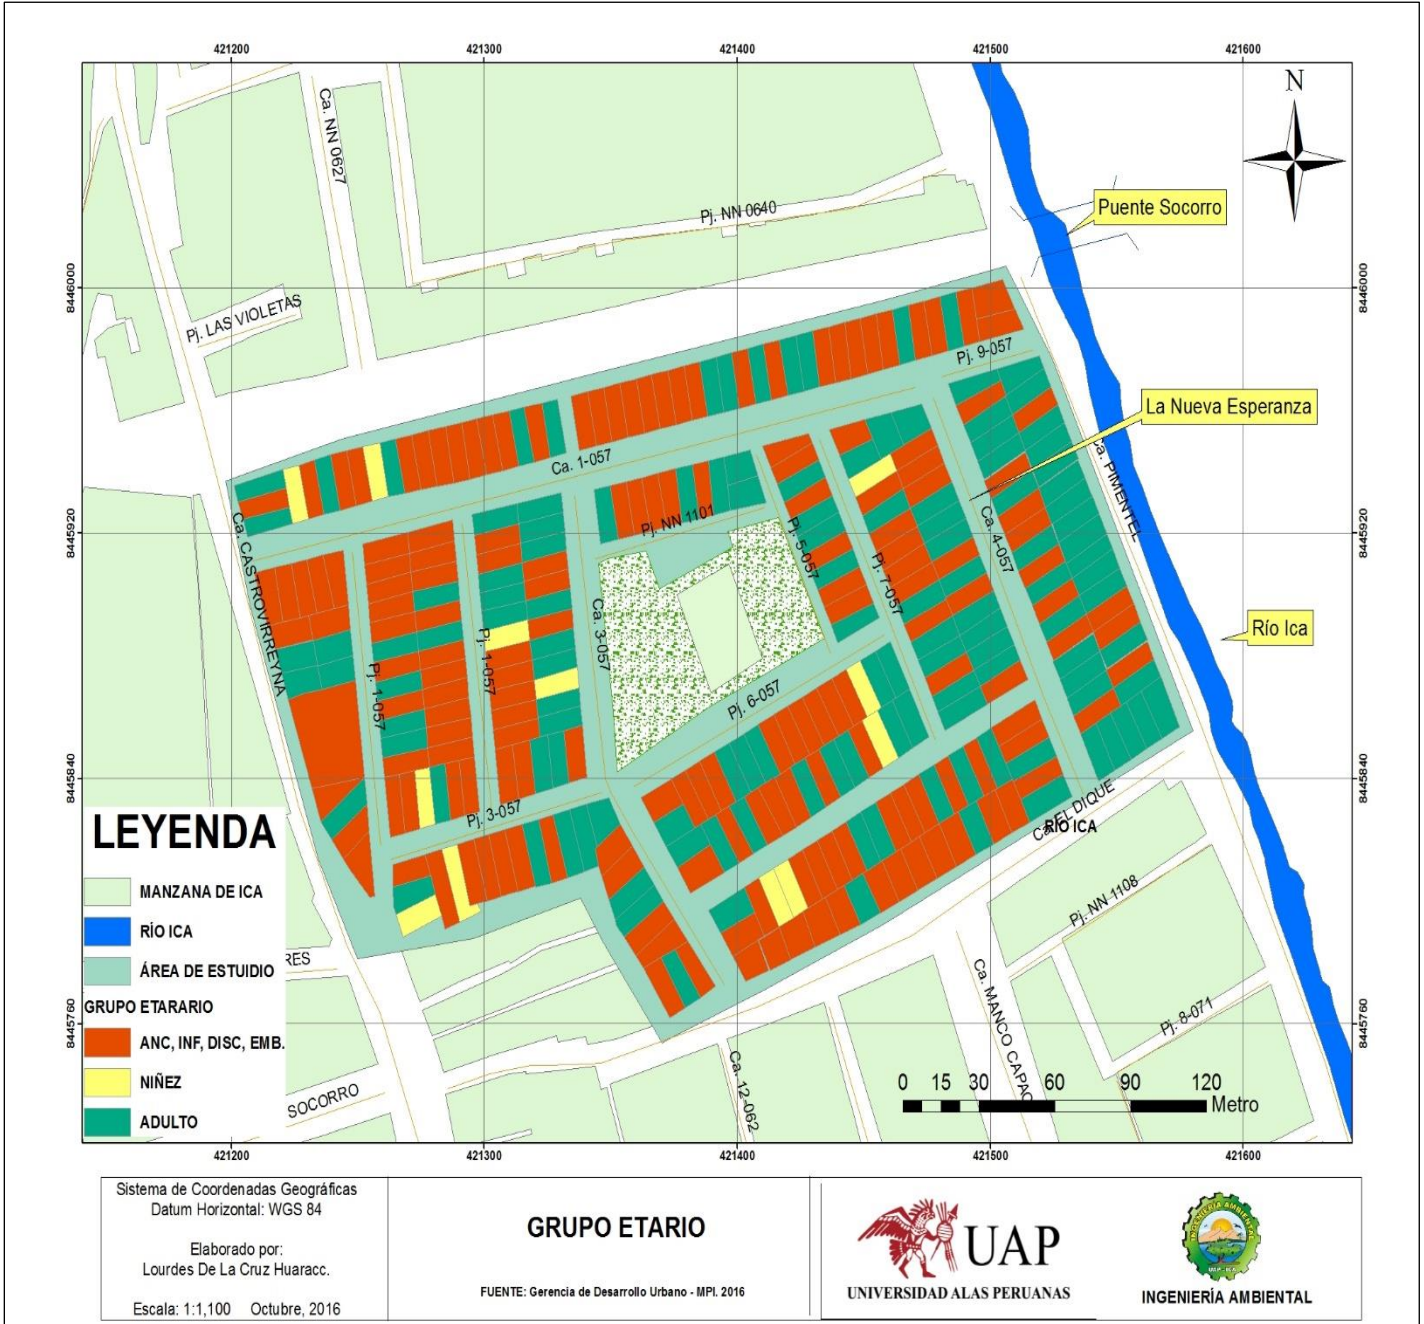 421200 421300 421400 421500 421600
N
Ca. NN 0627
Pj. NN 0640
Puente Socorro
8446000 8446000
Pj. LAS VIOLETAS
Pj. 9-057
La Nueva Esperanza
Ca. 1-057
Ca. PIMENTEL
Ca. CASTROVIRREYNA
Pj. NN 1101
Pj. 5-057
Ca. 4-057
8445920 8445920
Pj. 7-057
Ca. 3-057
Río Ica
Pj. 1-057
Pj. 1-057
Pj. 6-057
8445840 8445840
Pj. 3-057
Ca. EL DIQUE
RÍO ICA
LEYENDA
MANZANA DE ICA
RÍO ICA
ÁREA DE ESTUIDIO
GRUPO ETARARIO
ANC, INF, DISC, EMB.
NIÑEZ
ADULTO
RES
SOCORRO
Pj. NN 1108
Ca. MANCO CAPAC
Pj. 8-071
Ca. 12-062
8445760 8445760
0 15 30 60 90 120
Metro
421200 421300 421400 421500 421600
Sistema de Coordenadas Geográficas
Datum Horizontal: WGS 84
Elaborado por:
Lourdes De La Cruz Huaracc.
Escala: 1:1,100 Octubre, 2016
GRUPO ETARIO
FUENTE: Gerencia de Desarrollo Urbano - MPI. 2016
UAP
UNIVERSIDAD ALAS PERUANAS
INGENIERÍA AMBIENTAL
UAP - ICA
INGENIERÍA AMBIENTAL